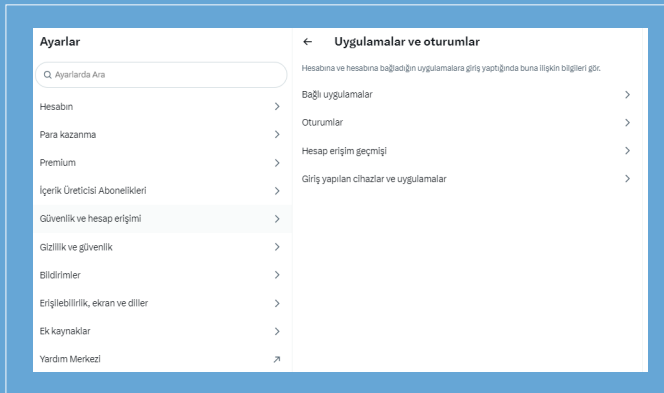 Ayarlar
Ayarlarda Ara
Hesabın
Para kazanma
Premium
İçerik Üreticisi Abonelikleri
Güvenlik ve hesap erişimi
Gizlilik ve güvenlik
Bildirimler
Erişilebilirlik, ekran ve diller
Ek kaynaklar
Yardım Merkezi
Uygulamalar ve oturumlar
Hesabına ve hesabına bağladığın uygulamalara giriş yaptığında buna ilişkin bilgileri gör.
Bağlı uygulamalar
Oturumlar
Hesap erişim geçmişi
Giriş yapılan cihazlar ve uygulamalar